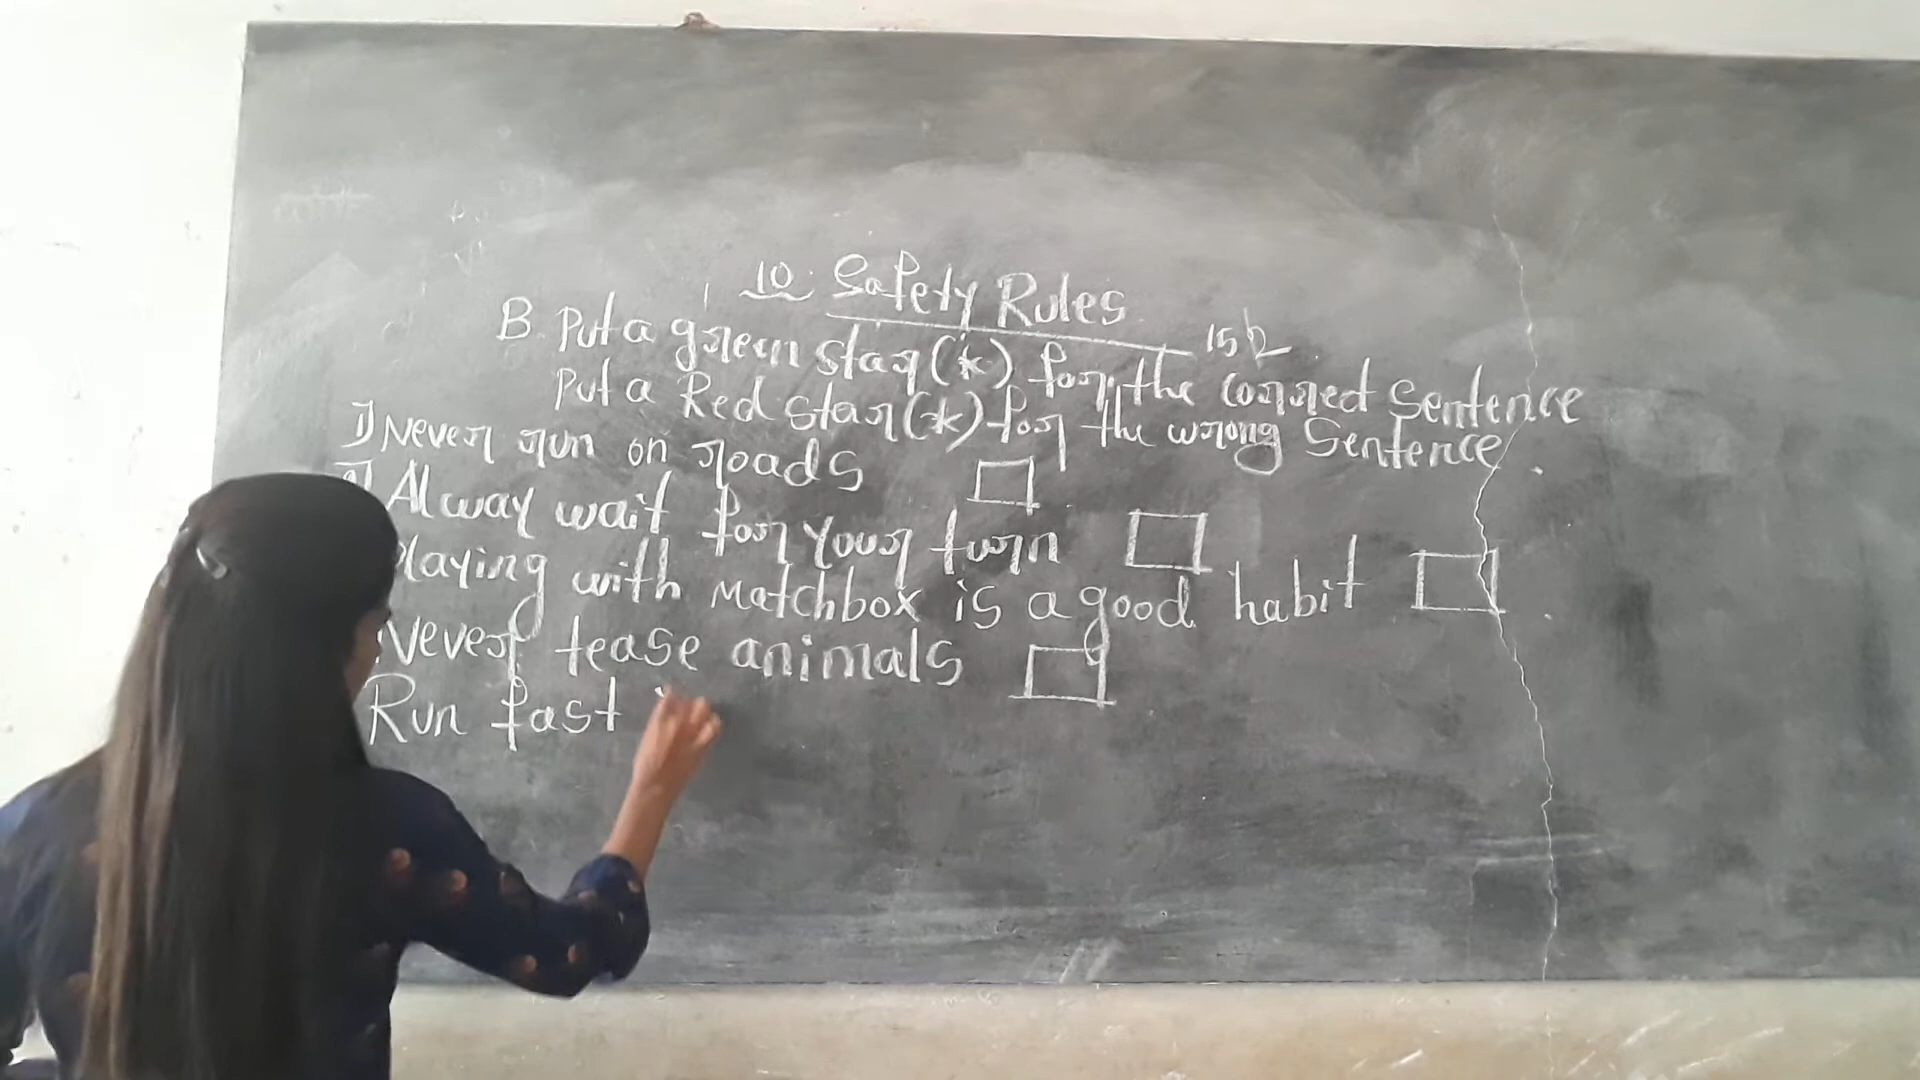 10. Safety Rules
B. Put a green star (*) for the correct Sentence
Put a Red star (*) for the wrong Sentence.
1) Never run on roads
Alway wait for your turn
Playing with Matchbox is a good habit
Never tease animals
Run fast